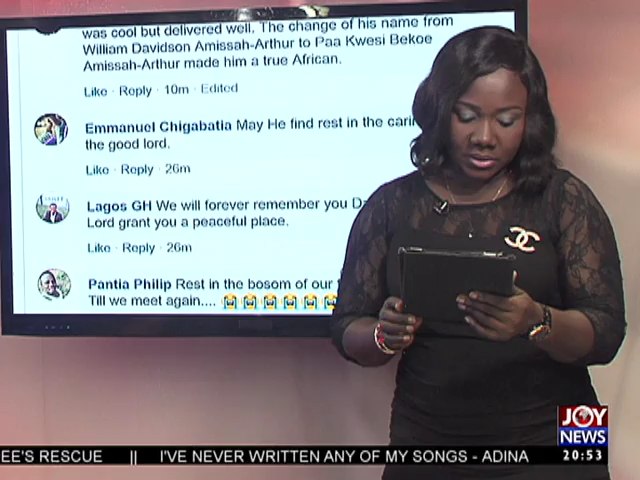 was cool but delivered well. The change of his name from
William Davidson Amissah-Arthur to Paa Kwesi Bekoe
Amissah-Arthur made him a true African.
Like · Reply · 10m · Edited
Emmanuel Chigabatia May He find rest in the
the good lord.
Like · Reply · 26m
Lagos GH We will forever remember you
Lord grant you a peaceful place.
Like · Reply · 26m
Pantia Philip Rest in the bosom of our
Till we meet again.... 😭😭😭😭😭
JOY
NEWS
20:53
EE'S RESCUE || I'VE NEVER WRITTEN ANY OF MY SONGS - ADINA